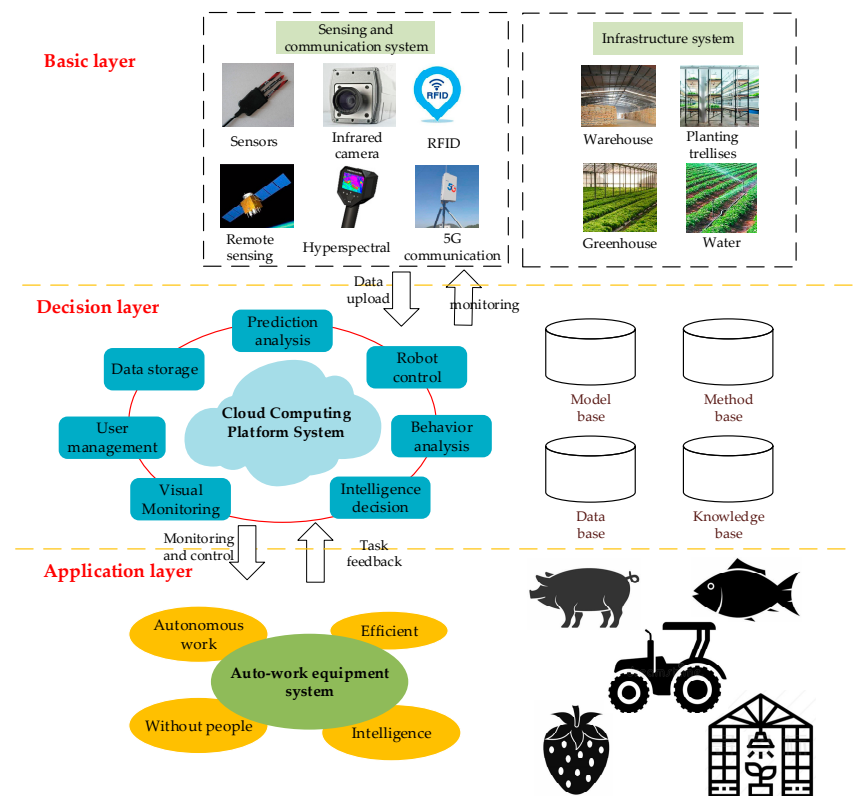 Basic layer
Sensing and
communication system
Sensors
Infrared
camera
RFID
RFID
Remote
sensing
Hyperspectral
5G
5G
communication
Infrastructure system
Warehouse
Planting
trellises
Greenhouse
Water
Data
upload
monitoring
Decision layer
Prediction
analysis
Data storage
Robot
control
User
management
Cloud Computing
Platform System
Behavior
analysis
Visual
Monitoring
Intelligence
decision
Model
base
Method
base
Data
base
Knowledge
base
Monitoring
and control
Task
feedback
Application layer
Autonomous
work
Efficient
Auto-work equipment
system
Without people
Intelligence